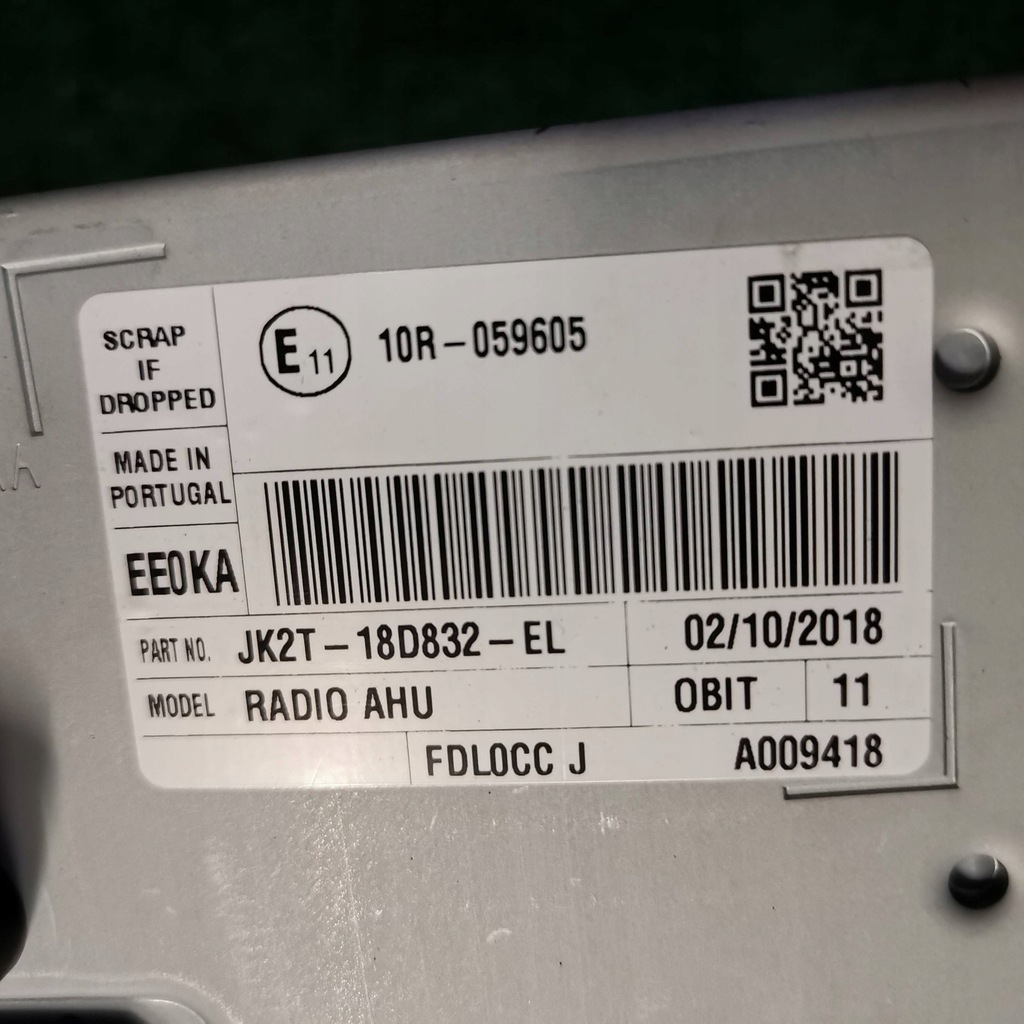 SCRAP
IF
DROPPED
E11
10R-059605
MADE IN
PORTUGAL
EE0KA
PART NO. JK2T-18D832-EL
02/10/2018
MODEL RADIO AHU
OBIT
11
FDL0CC J
A009418